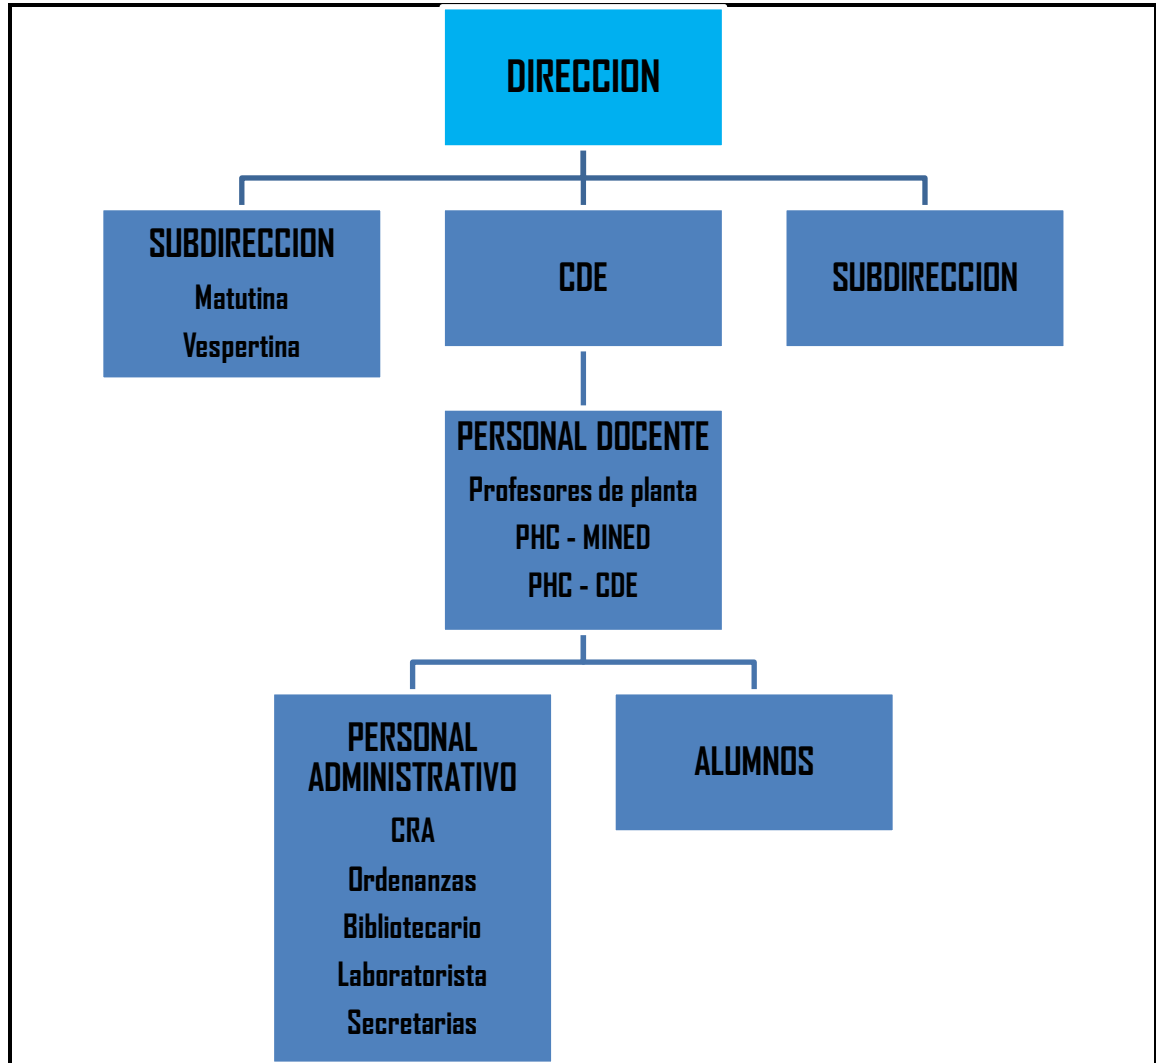 DIRECCION
SUBDIRECCION
Matutina
Vespertina
CDE
SUBDIRECCION
PERSONAL DOCENTE
Profesores de planta
PHC - MINED
PHC - CDE
PERSONAL
ADMINISTRATIVO
CRA
Ordenanzas
Bibliotecario
Laboratorista
Secretarias
ALUMNOS